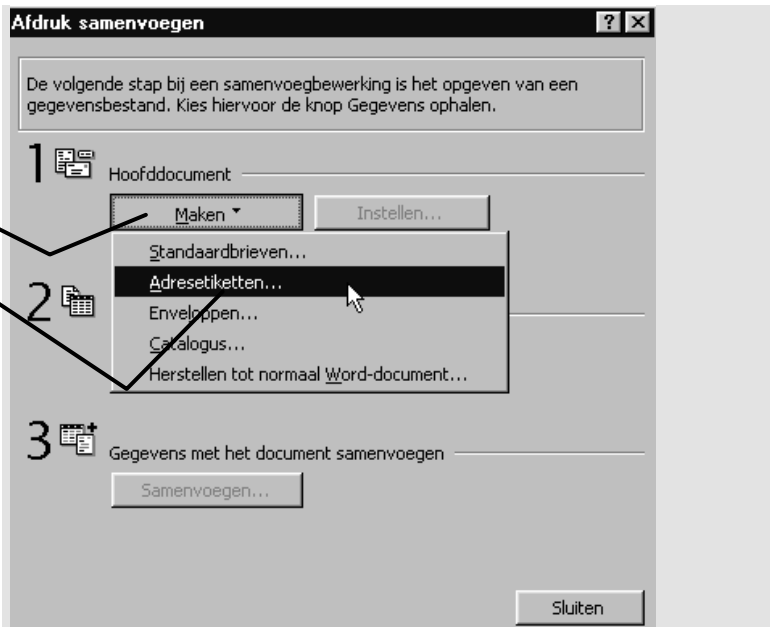 Afdruk samenvoegen
De volgende stap bij een samenvoegbewerking is het opgeven van een
gegevensbestand. Kies hiervoor de knop Gegevens ophalen.
1
Hoofddocument
Maken
Instellen...
Standaardbrieven...
Adresetiketten...
2
Enveloppen...
Catalogus...
Herstellen tot normaal Word-document...
3
Gegevens met het document samenvoegen
Samenvoegen...
Sluiten